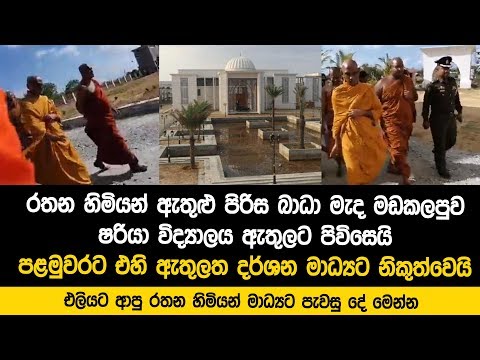 රතන හිමියන් ඇතුළු පිරිස බාධා මැද මඩකලපුව
ෂරියා විද්‍යාලය ඇතුලට පිවිසෙයි
පළමුවරට එහි ඇතුලත දර්ශන මාධ්‍යට නිකුත්වෙයි
එලියට ආපු රතන හිමියන් මාධ්‍යට පැවසු දේ මෙන්න